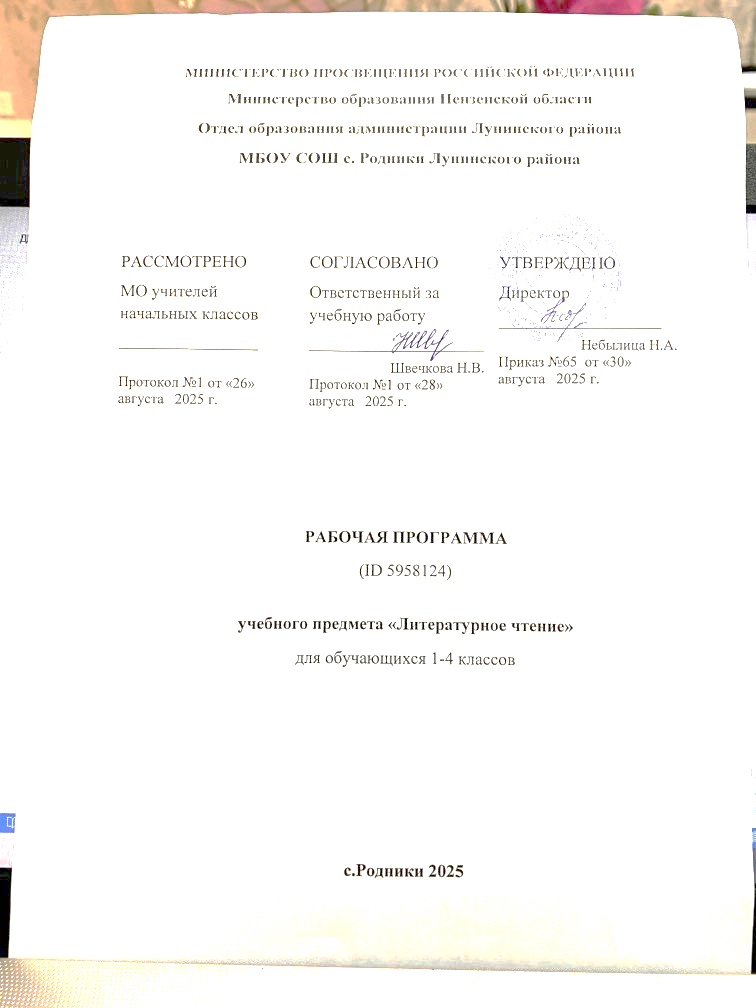 МИНИСТЕРСТВО ПРОСВЕЩЕНИЯ РОССИЙСКОЙ ФЕДЕРАЦИИ
Министерство образования Пензенской области
Отдел образования администрации Лунинского района
МБОУ СОШ с. Родники Лунинского района
РАССМОТРЕНО
МО учителей
начальных классов
Протокол №1 от «26»
августа 2025 г.
СОГЛАСОВАНО
Ответственный за
учебную работу
Швечкова Н.В.
Протокол №1 от «28»
августа 2025 г.
УТВЕРЖДЕНО
Директор
Небылица Н.А.
Приказ №65 от «30»
августа 2025 г.
РАБОЧАЯ ПРОГРАММА
(ID 5958124)
учебного предмета «Литературное чтение»
для обучающихся 1-4 классов
с.Родники 2025